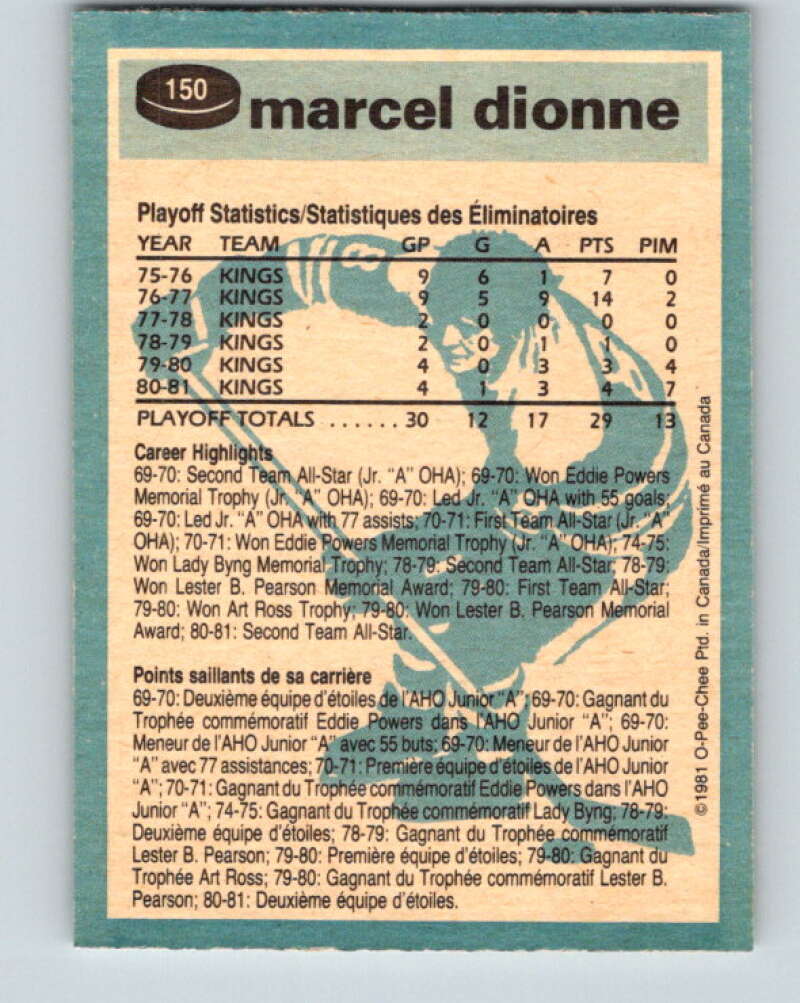 150
marcel dionne
Playoff Statistics/Statistiques des Éliminatoires
YEAR TEAM GP G A PTS PIM
75-76 KINGS 9 6 1 7 0
76-77 KINGS 9 5 9 14 2
77-78 KINGS 2 0 0 0 0
78-79 KINGS 2 0 1 1 0
79-80 KINGS 4 0 3 3 4
80-81 KINGS 4 1 3 4 7
PLAYOFF TOTALS ...... 30 12 17 29 13
Career Highlights
69-70: Second Team All-Star (Jr. "A" OHA); 69-70: Won Eddie Powers
Memorial Trophy (Jr. "A" OHA); 69-70: Led Jr. "A" OHA with 55 goals;
69-70: Led Jr. "A" OHA with 77 assists; 70-71: First Team All-Star (Jr. "A"
OHA); 70-71: Won Eddie Powers Memorial Trophy (Jr. "A" OHA); 74-75:
Won Lady Byng Memorial Trophy; 78-79: Second Team All-Star; 78-79:
Won Lester B. Pearson Memorial Award; 79-80: First Team All-Star;
79-80: Won Art Ross Trophy; 79-80: Won Lester B. Pearson Memorial
Award; 80-81: Second Team All-Star.
Points saillants de sa carrière
69-70: Deuxième équipe d'étoiles de l'AHO Junior "A"; 69-70: Gagnant du
Trophée commémoratif Eddie Powers dans l'AHO Junior "A"; 69-70:
Meneur de l'AHO Junior "A" avec 55 buts; 69-70: Meneur de l'AHO Junior
"A" avec 77 assistances; 70-71: Première équipe d'étoiles de l'AHO Junior
"A"; 70-71: Gagnant du Trophée commémoratif Eddie Powers dans l'AHO
Junior "A"; 74-75: Gagnant du Trophée commémoratif Lady Byng; 78-79:
Deuxième équipe d'étoiles; 78-79: Gagnant du Trophée commémoratif
Lester B. Pearson; 79-80: Première équipe d'étoiles; 79-80: Gagnant du
Trophée Art Ross; 79-80: Gagnant du Trophée commémoratif Lester B.
Pearson; 80-81: Deuxième équipe d'étoiles.
©1981 O-Pee-Chee Ptd. in Canada/Imprimé au Canada